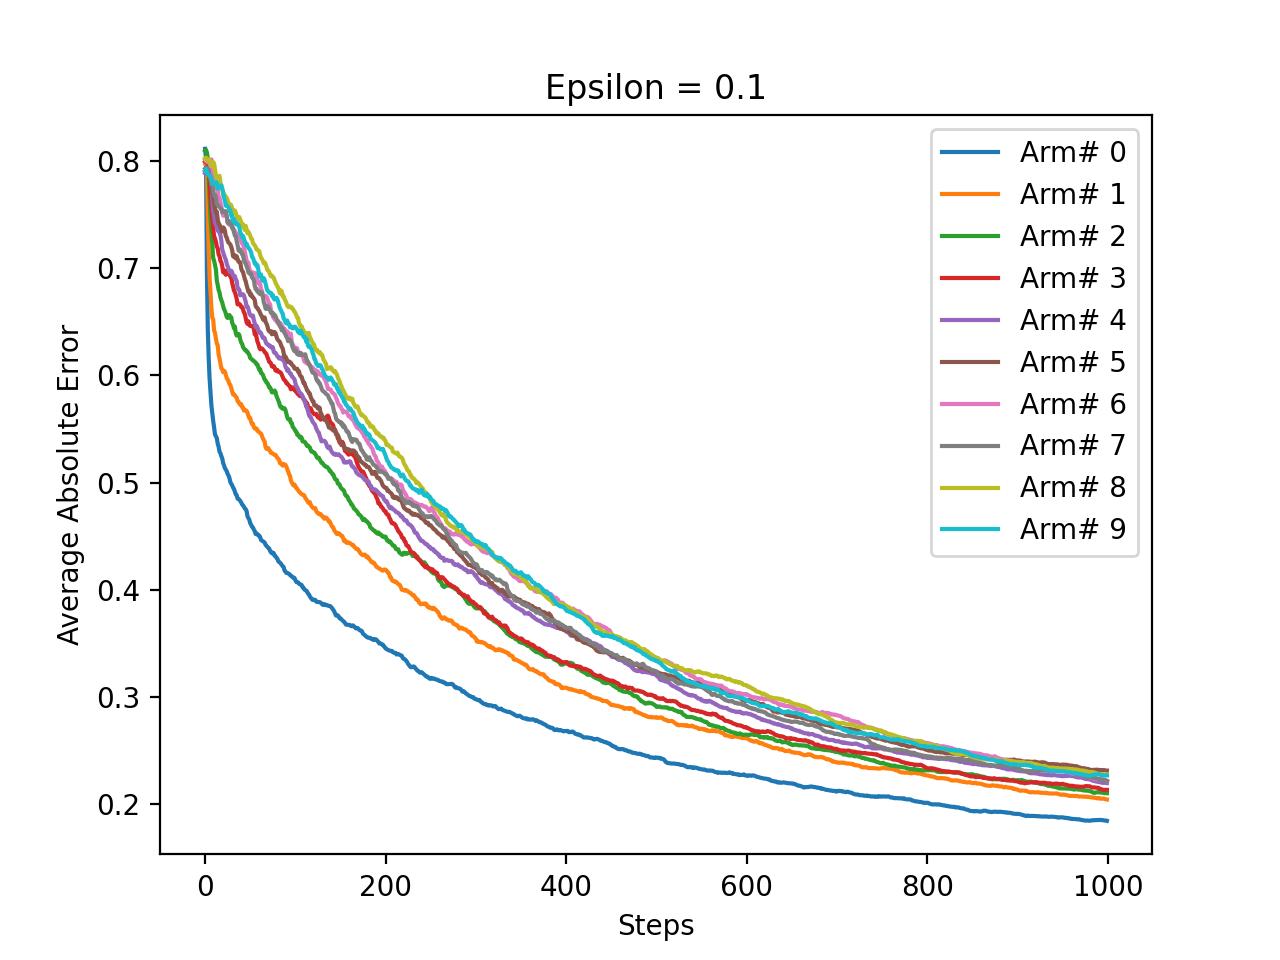 Epsilon = 0.1
Average Absolute Error
0.8
0.7
0.6
0.5
0.4
0.3
0.2
Arm# 0
Arm# 1
Arm# 2
Arm# 3
Arm# 4
Arm# 5
Arm# 6
Arm# 7
Arm# 8
Arm# 9
0 200 400 600 800 1000
Steps